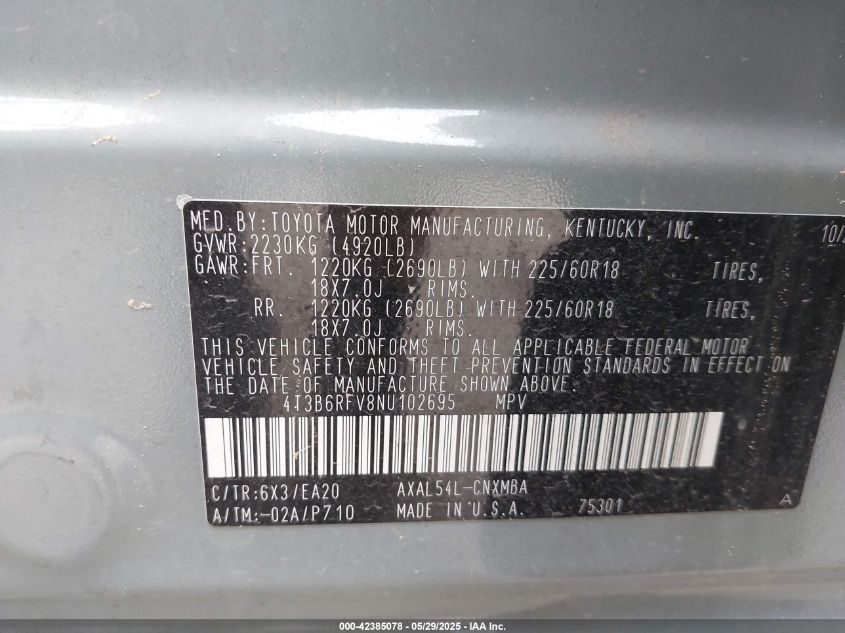 MFD.BY:TOYOTA MOTOR MANUFACTURING, KENTUCKY, INC. 10/
GVWR:2230KG (4920LB)
GAWR:FRT. 1220KG (2690LB) WITH 225/60R18 TIRES,
18X7.0J RIMS.
RR. 1220KG (2690LB) WITH 225/60R18 TIRES,
18X7.0J RIMS.
THIS VEHICLE CONFORMS TO ALL APPLICABLE FEDERAL MOTOR
VEHICLE SAFETY AND THEFT-PREVENTION STANDARDS IN EFFECT ON
THE DATE OF MANUFACTURE SHOWN ABOVE.
4T3B6RFV8NU102695 MPV
C/TR:6X3/EA20 AXAL54L-CNXMBA
A/TM:-02A/P710 MADE IN U.S.A. 75301 A
000-42385078 - 05/29/2025 - IAA Inc.